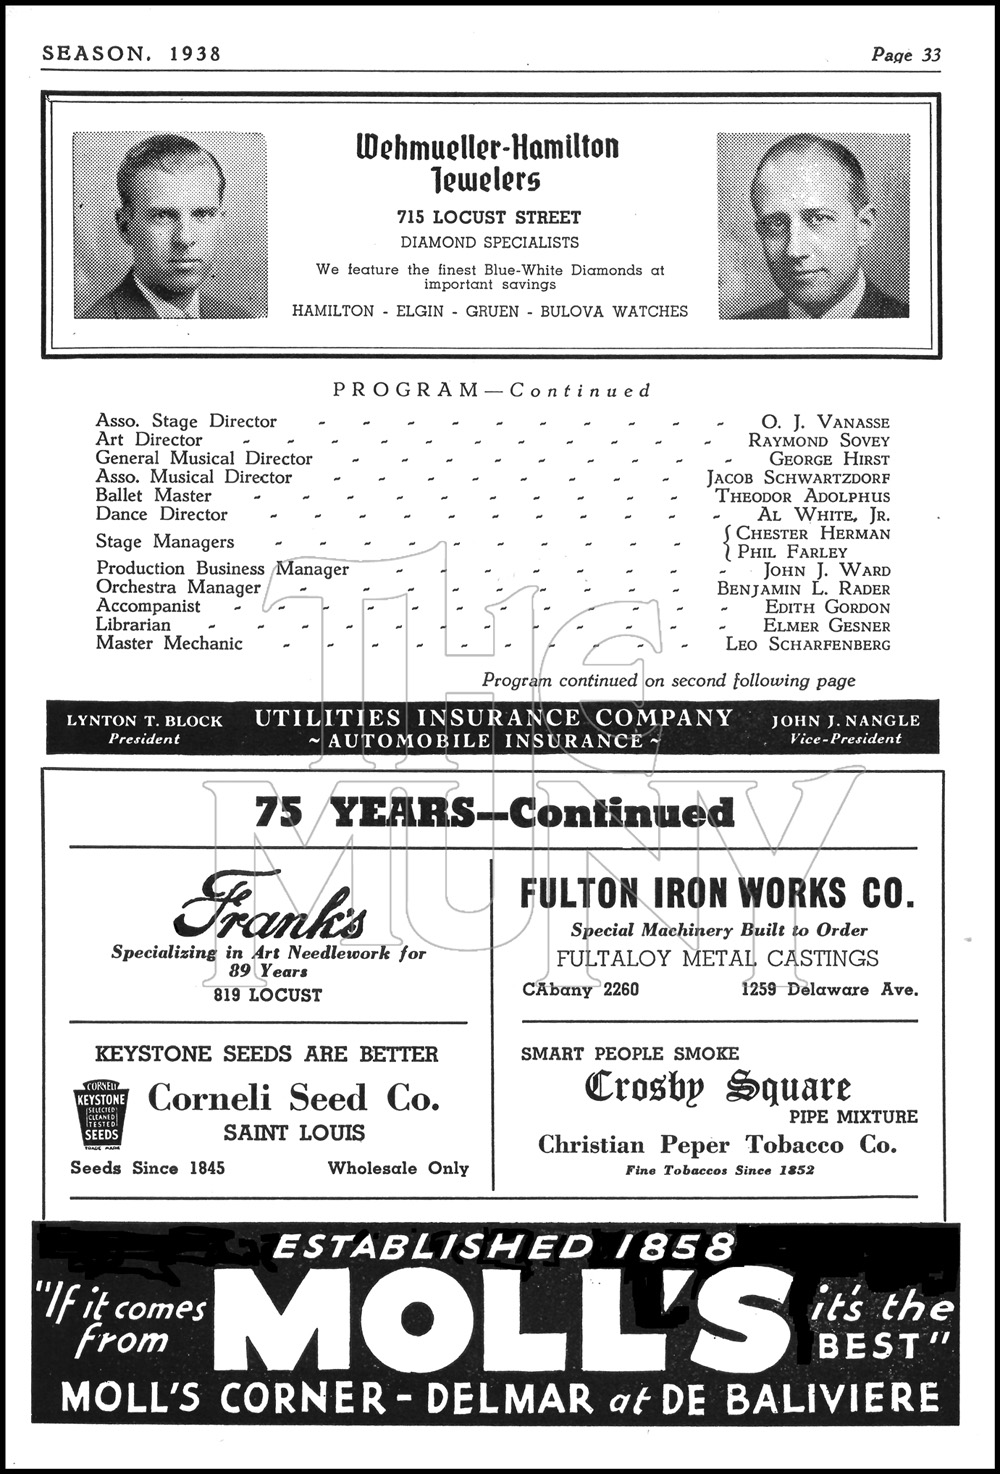 SEASON, 1938 Page 33
Wehmueller-Hamilton
Jewelers
715 LOCUST STREET
DIAMOND SPECIALISTS
We feature the finest Blue-White Diamonds at
important savings
HAMILTON - ELGIN - GRUEN - BULOVA WATCHES
PROGRAM—Continued
Asso. Stage Director - - - - - - - - - - O. J. VANASSE
Art Director - - - - - - - - - - - RAYMOND SOVEY
General Musical Director - - - - - - - - - GEORGE HIRST
Asso. Musical Director - - - - - - - - - JACOB SCHWARTZDORF
Ballet Master - - - - - - - - - - THEODOR ADOLPHUS
Dance Director - - - - - - - - - - - AL WHITE, JR.
Stage Managers - - - - - - - - - - { CHESTER HERMAN
{ PHIL FARLEY
Production Business Manager - - - - - - - - JOHN J. WARD
Orchestra Manager - - - - - - - - - - BENJAMIN L. RADER
Accompanist - - - - - - - - - - - - EDITH GORDON
Librarian - - - - - - - - - - - - ELMER GESNER
Master Mechanic - - - - - - - - - - LEO SCHARFENBERG
Program continued on second following page
LYNTON T. BLOCK UTILITIES INSURANCE COMPANY JOHN J. NANGLE
President ~AUTOMOBILE INSURANCE~ Vice-President
THE
MUNY
75 YEARS—Continued
Frank's
Specializing in Art Needlework for
89 Years
819 LOCUST
FULTON IRON WORKS CO.
Special Machinery Built to Order
FULTALOY METAL CASTINGS
CAbany 2260 1259 Delaware Ave.
KEYSTONE SEEDS ARE BETTER
CORNELI
KEYSTONE
SELECTED
CLEANED
TESTED
SEEDS
TRADE MARK
Corneli Seed Co.
SAINT LOUIS
Seeds Since 1845 Wholesale Only
SMART PEOPLE SMOKE
Crosby Square
PIPE MIXTURE
Christian Peper Tobacco Co.
Fine Tobaccos Since 1852
ESTABLISHED 1858
"If it comes
from
MOLL'S
it's the
BEST"
MOLL'S CORNER - DELMAR at DE BALIVIERE